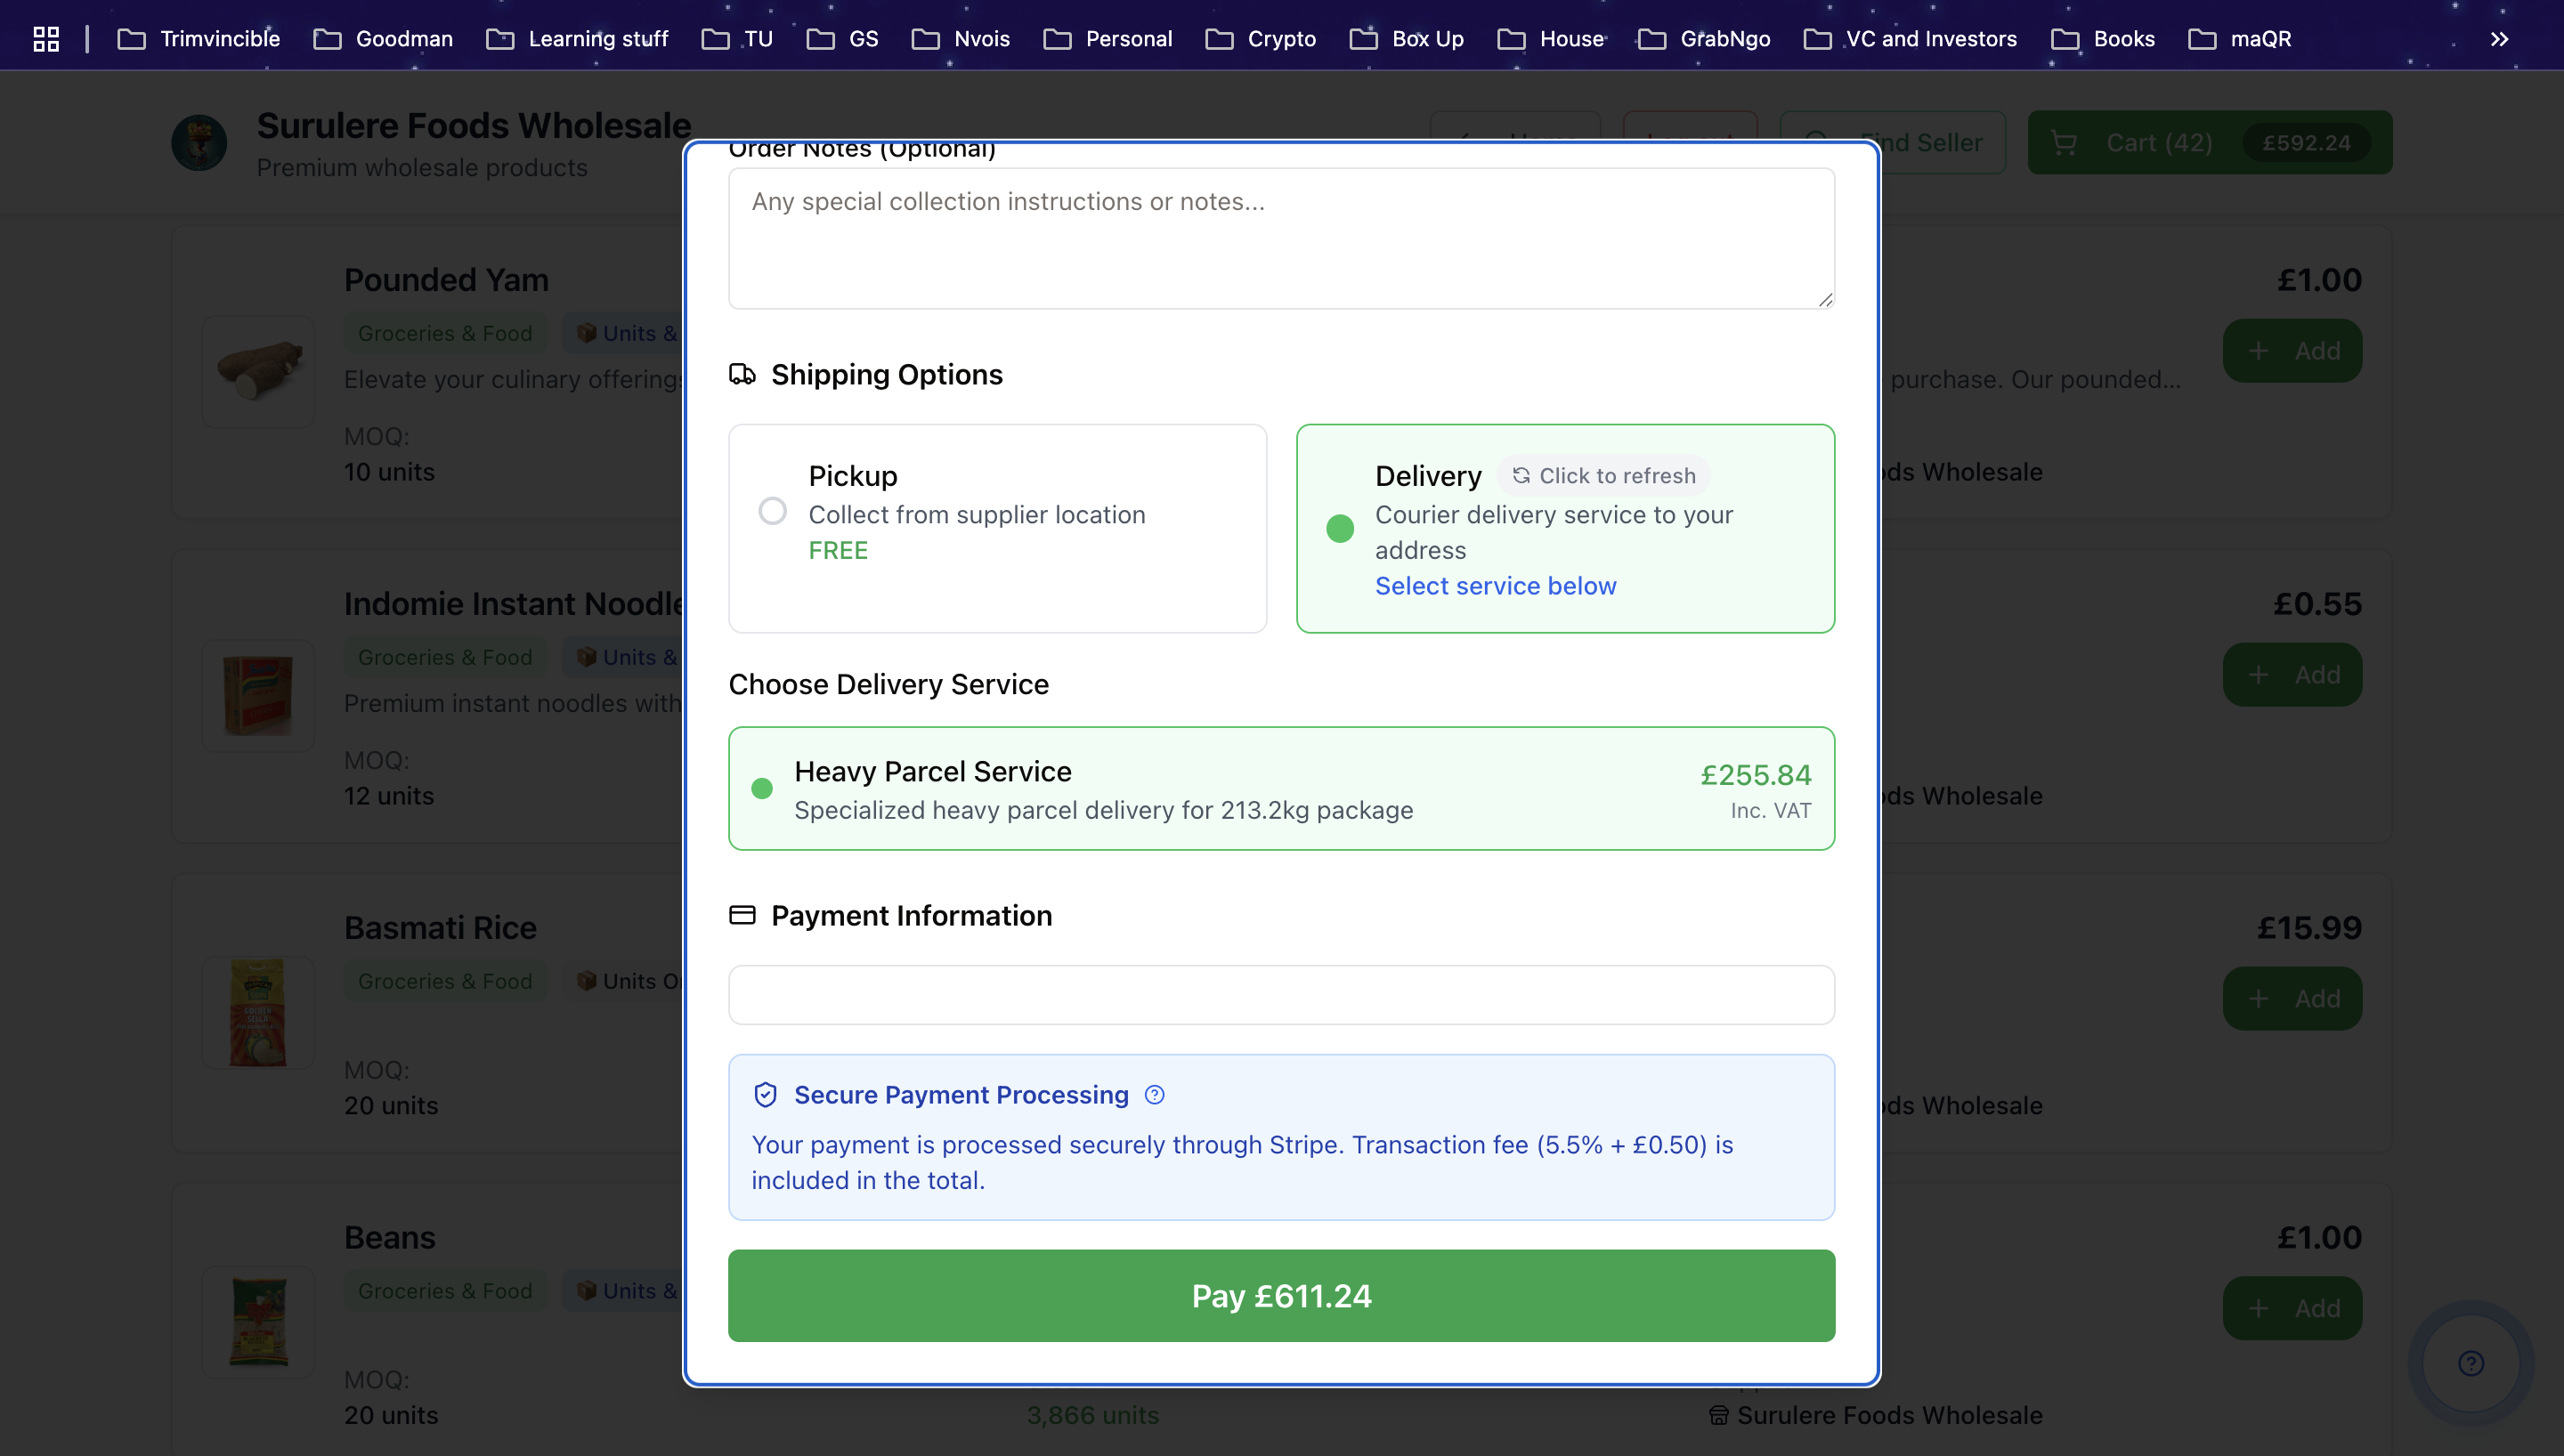 Trimvincible
Goodman
Learning stuff
TU
GS
Nvois
Personal
Crypto
Box Up
House
GrabNgo
VC and Investors
Books
maQR
Surulere Foods Wholesale
Premium wholesale products
Find Seller
Cart (42) £592.24
Order Notes (Optional)
Any special collection instructions or notes...
Shipping Options
Pickup
Collect from supplier location
FREE
Delivery Click to refresh
Courier delivery service to your
address
Select service below
Choose Delivery Service
Heavy Parcel Service
Specialized heavy parcel delivery for 213.2kg package
£255.84
Inc. VAT
Payment Information
Secure Payment Processing
Your payment is processed securely through Stripe. Transaction fee (5.5% + £0.50) is
included in the total.
Pay £611.24
Pounded Yam
Groceries & Food
Units &
Elevate your culinary offerings
purchase. Our pounded...
MOQ:
10 units
£1.00
Add
ods Wholesale
Indomie Instant Noodle
Groceries & Food
Units &
Premium instant noodles with
MOQ:
12 units
£0.55
Add
ods Wholesale
Basmati Rice
Groceries & Food
Units O
MOQ:
20 units
£15.99
Add
ods Wholesale
Beans
Groceries & Food
Units &
MOQ:
20 units
3,866 units
£1.00
Add
Surulere Foods Wholesale